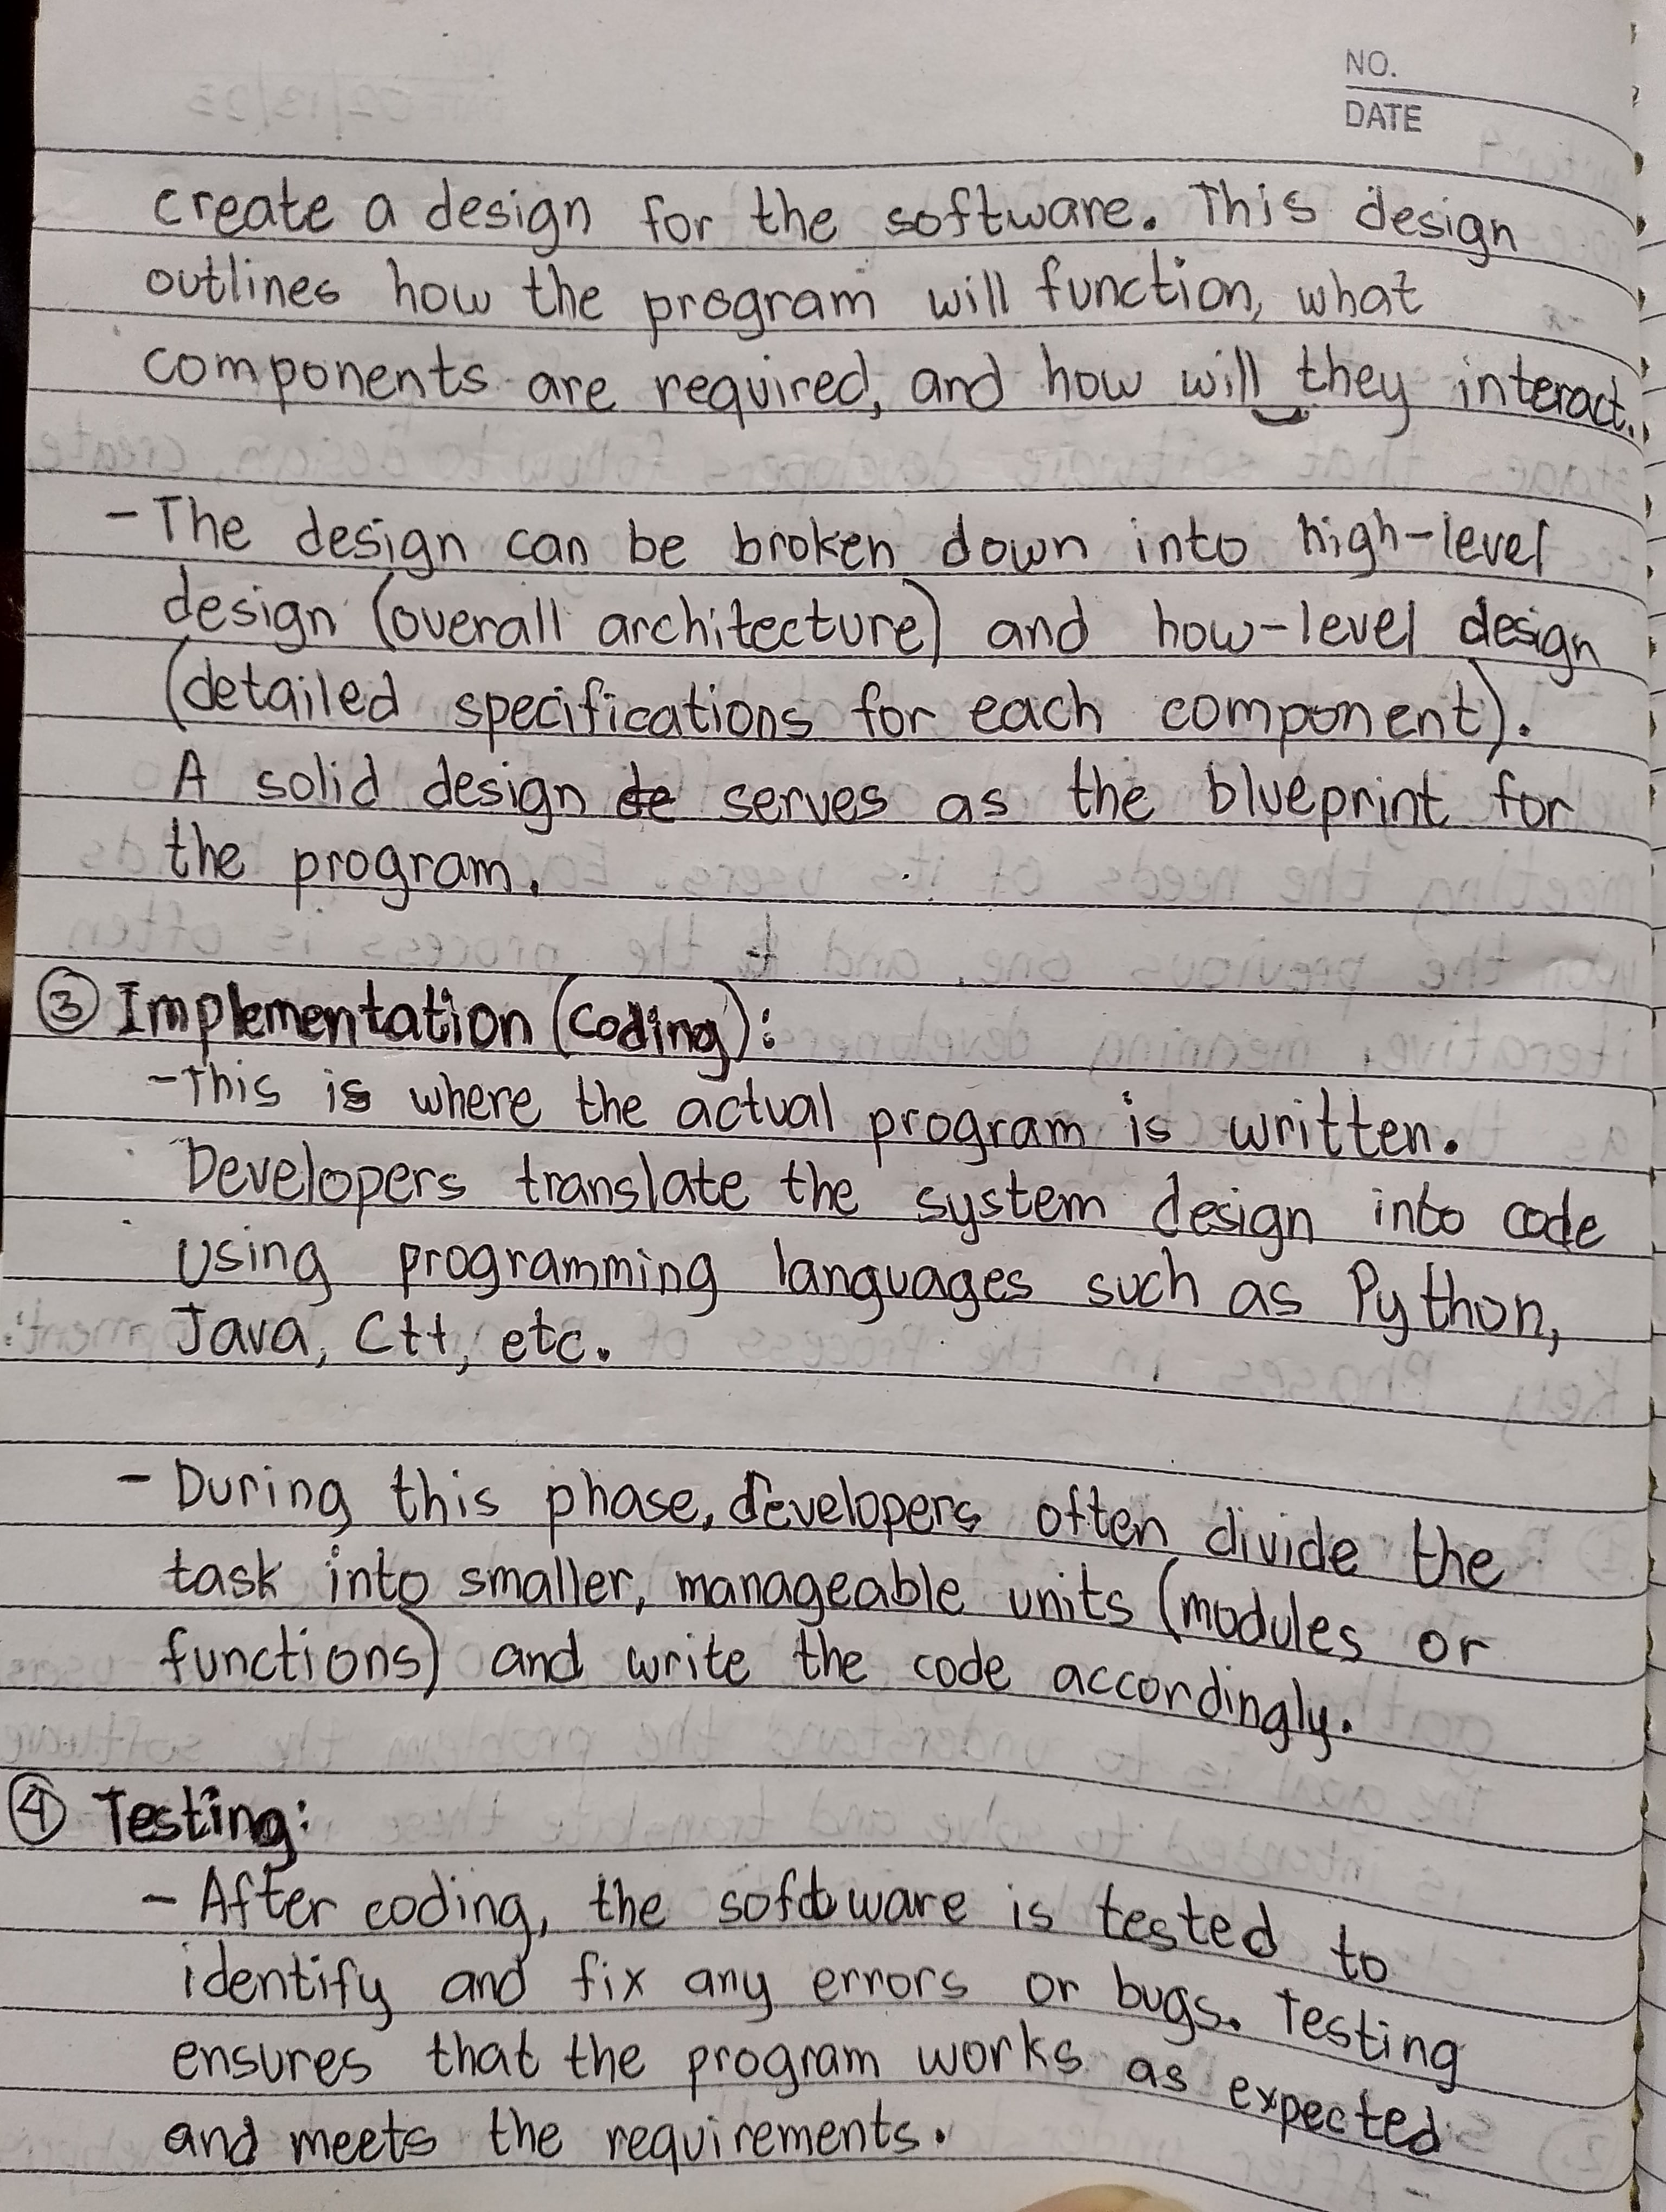 NO.
DATE
create a design for the software. This design
outlines how the program will function, what
components are required, and how will they interact.
- The design can be broken down into high-level
design (overall architecture) and how-level design
(detailed specifications for each component).
A solid design de serves as the blueprint for
the program.
③ Implementation (Coding):
- This is where the actual program is written.
Developers translate the system design into code
using programming languages such as Python,
Java, C++, etc.
- During this phase, developers often divide the
task into smaller, manageable units (modules or
functions) and write the code accordingly.
④ Testing:
- After coding, the software is tested to
identify and fix any errors or bugs. Testing
ensures that the program works as expected
and meets the requirements.